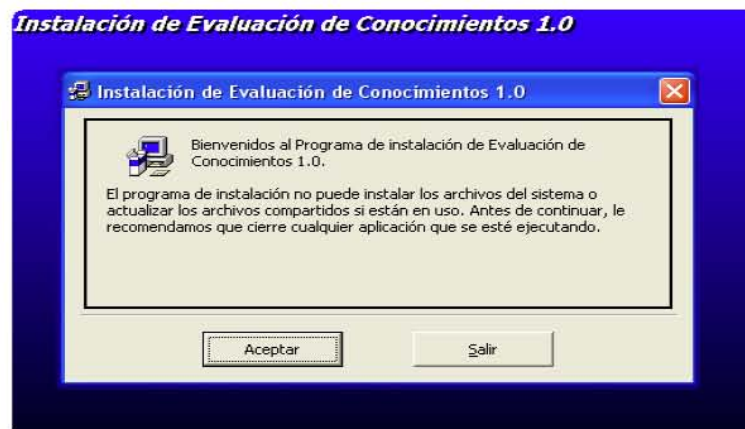 Instalación de Evaluación de Conocimientos 1.0
Instalación de Evaluación de Conocimientos 1.0
Bienvenidos al Programa de instalación de Evaluación de
Conocimientos 1.0.
El programa de instalación no puede instalar los archivos del sistema o
actualizar los archivos compartidos si están en uso. Antes de continuar, le
recomendamos que cierre cualquier aplicación que se esté ejecutando.
Aceptar
Salir